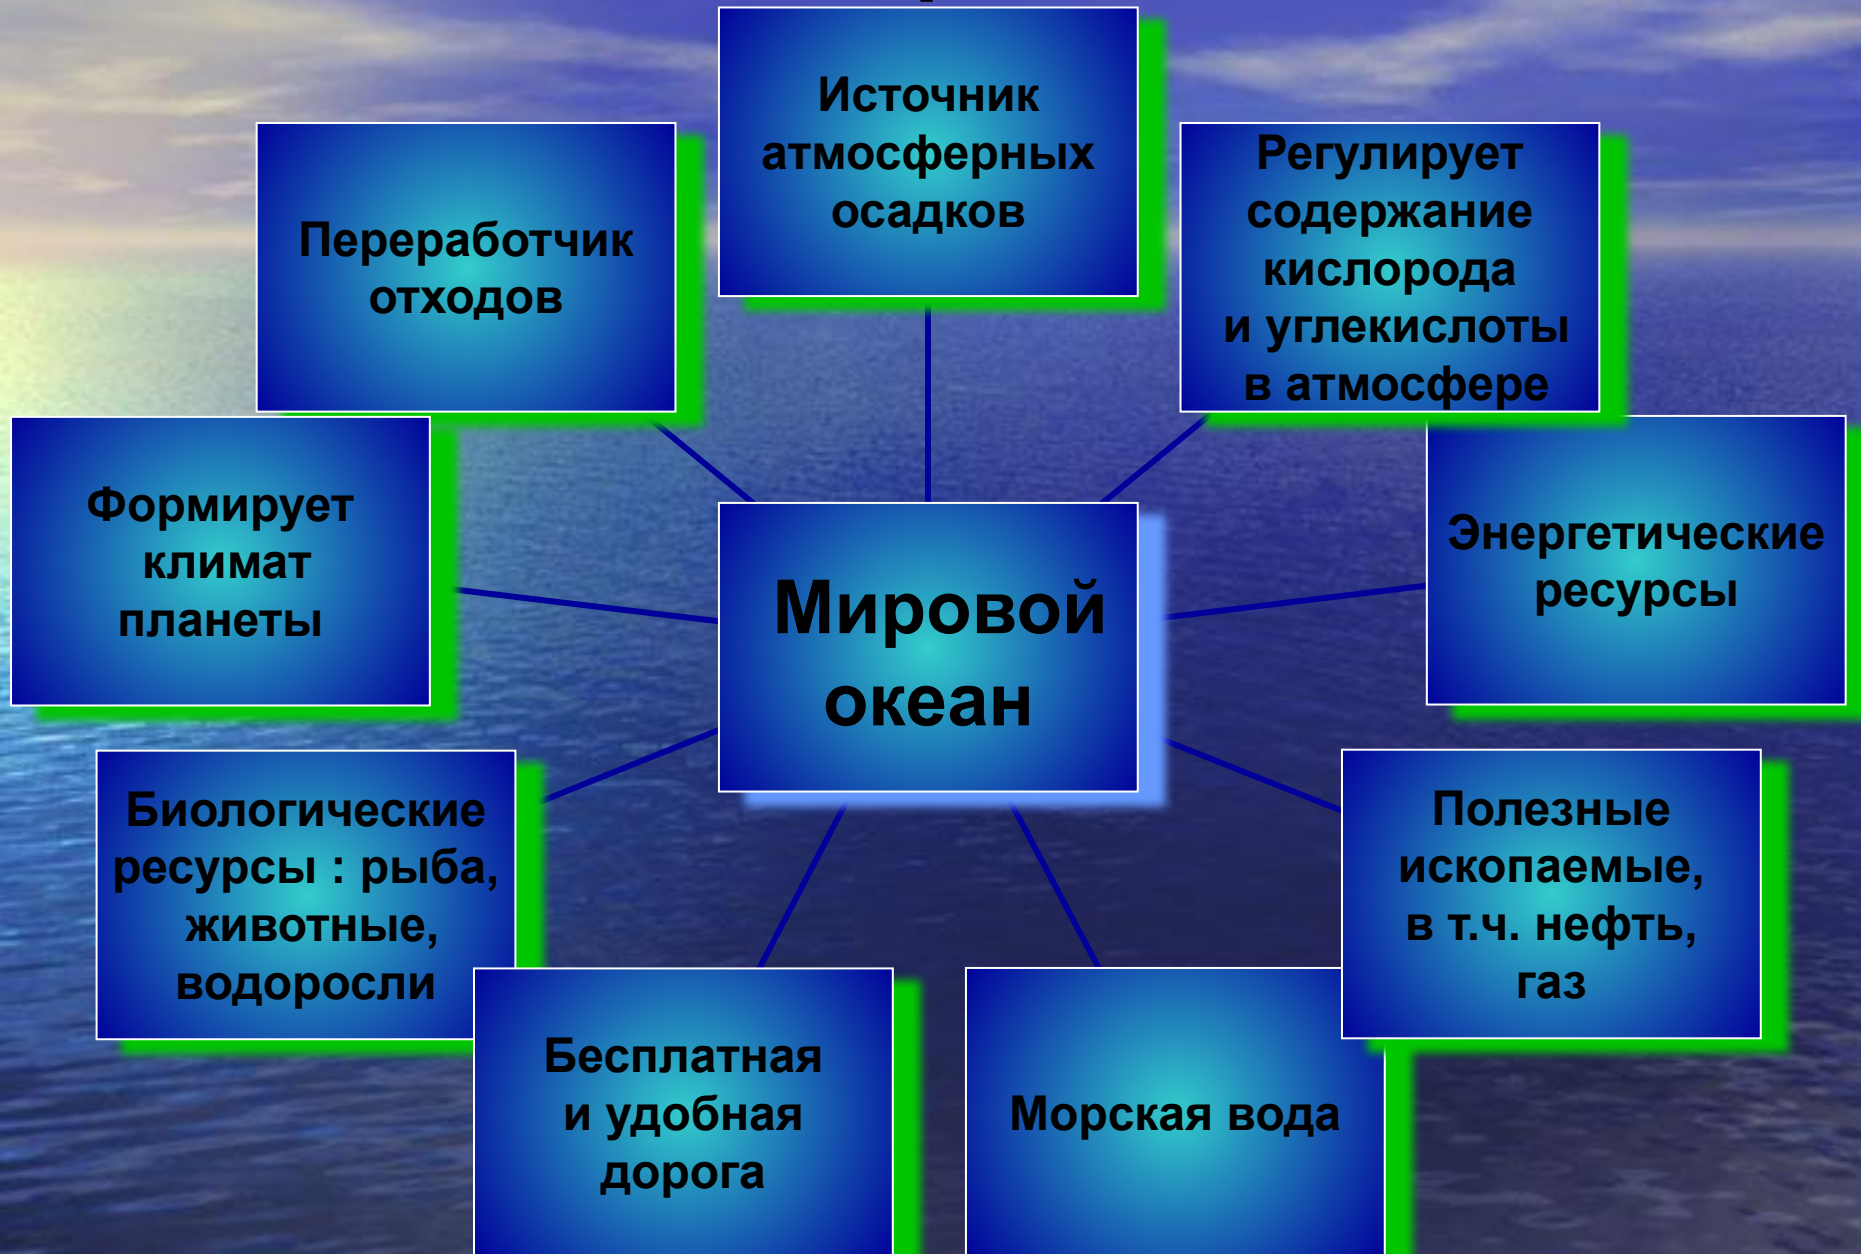 Источник
атмосферных
осадков
Регулирует
содержание
кислорода
и углекислоты
в атмосфере
Энергетические
ресурсы
Полезные
ископаемые,
в т.ч. нефть,
газ
Морская вода
Бесплатная
и удобная
дорога
Биологические
ресурсы : рыба,
животные,
водоросли
Формирует
климат
планеты
Переработчик
отходов
Мировой
океан